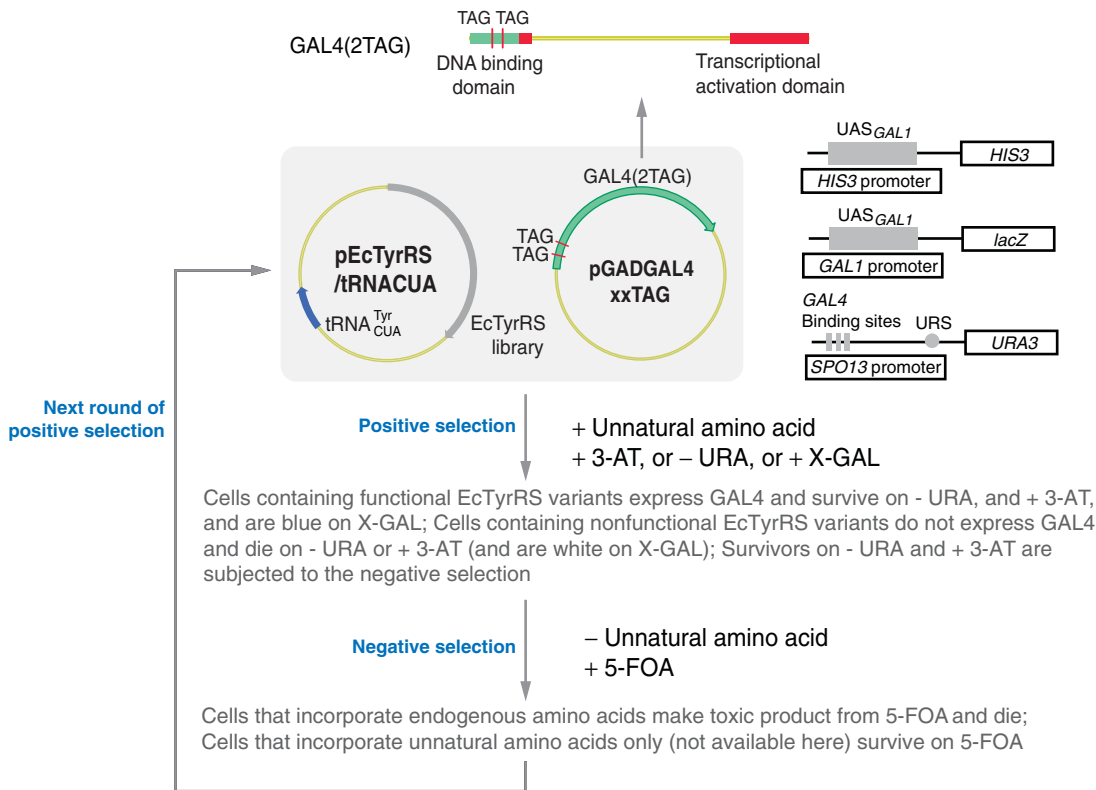 TAG TAG
GAL4(2TAG)
DNA binding
domain
Transcriptional
activation domain
GAL4(2TAG)
TAG
TAG
pEcTyrRS
/tRNACUA
pGADGAL4
xxTAG
tRNA Tyr CUA
EcTyrRS
library
UAS GAL1
HIS3
HIS3 promoter
UAS GAL1
lacZ
GAL1 promoter
GAL4
Binding sites
URS
URA3
SPO13 promoter
Next round of
positive selection
Positive selection
+ Unnatural amino acid
+ 3-AT, or – URA, or + X-GAL
Cells containing functional EcTyrRS variants express GAL4 and survive on - URA, and + 3-AT,
and are blue on X-GAL; Cells containing nonfunctional EcTyrRS variants do not express GAL4
and die on - URA or + 3-AT (and are white on X-GAL); Survivors on - URA and + 3-AT are
subjected to the negative selection
Negative selection
– Unnatural amino acid
+ 5-FOA
Cells that incorporate endogenous amino acids make toxic product from 5-FOA and die;
Cells that incorporate unnatural amino acids only (not available here) survive on 5-FOA